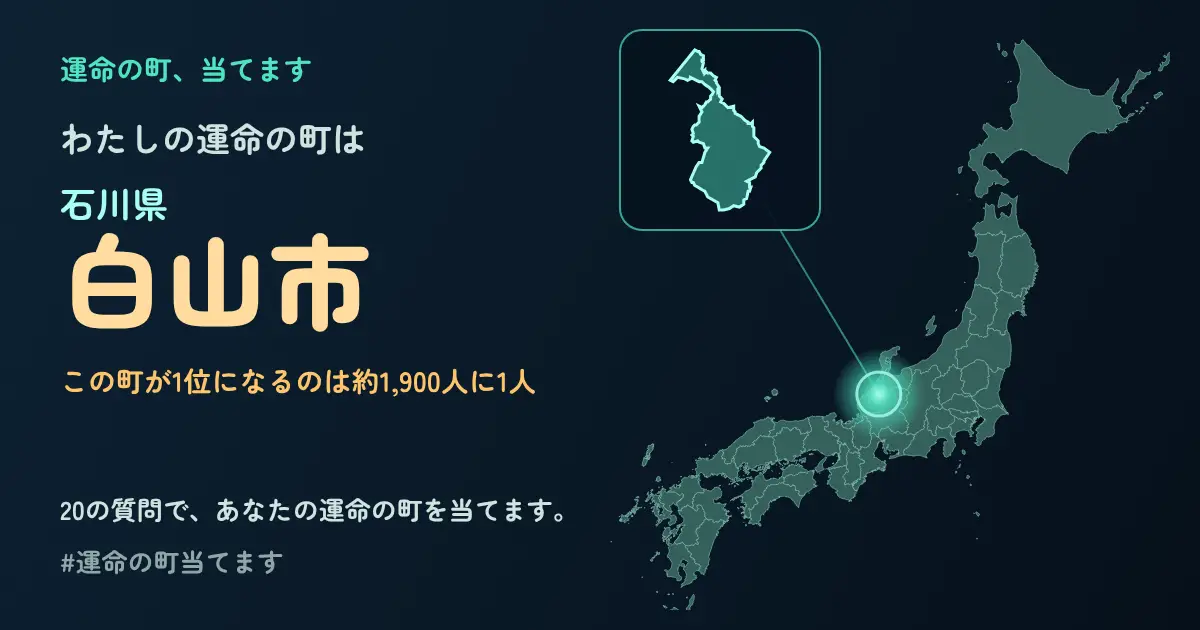 運命の町、当てます
わたしの運命の町は
石川県
白山市
この町が1位になるのは約1,900人に1人
20の質問で、あなたの運命の町を当てます。
#運命の町当てます